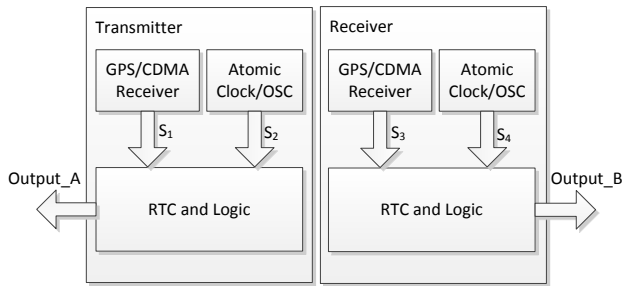 Transmitter
GPS/CDMA
Receiver
Atomic
Clock/OSC
S1
S2
RTC and Logic
Output_A
Receiver
GPS/CDMA
Receiver
Atomic
Clock/OSC
S3
S4
RTC and Logic
Output_B